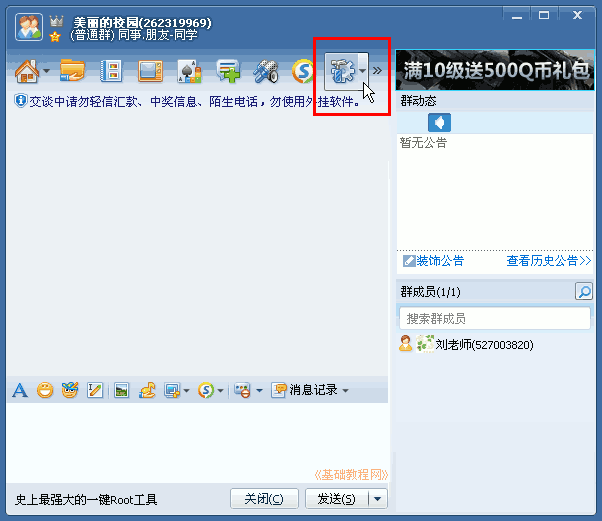 美丽的校园(262319969)
(普通群) 同事.朋友-同学
交谈中请勿轻信汇款、中奖信息、陌生电话，勿使用外挂软件。
满10级送500Q币礼包
群动态
暂无公告
装饰公告 查看历史公告>>
群成员(1/1)
搜索群成员
刘老师(527003820)
消息记录
《基础教程网》
史上最强大的一键Root工具
关闭(C) 发送(S)